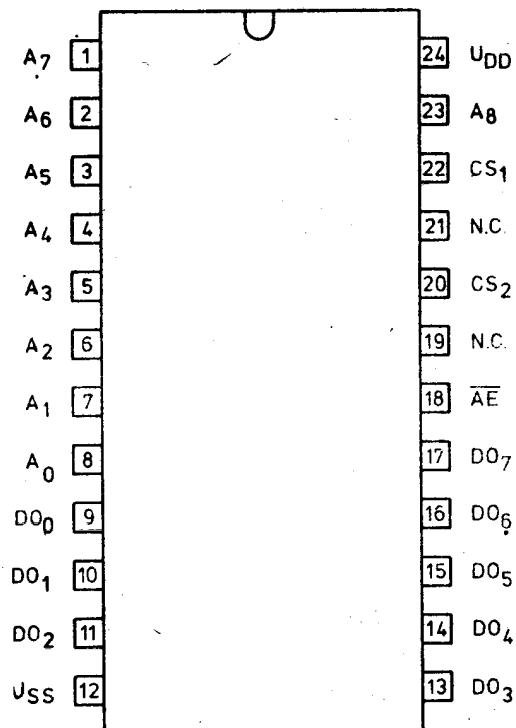 A7 1 24 UDD
A6 2 23 A8
A5 3 22 CS1
A4 4 21 N.C.
A3 5 20 CS2
A2 6 19 N.C.
A1 7 18 A̅E̅
A0 8 17 DO7
DO0 9 16 DO6
DO1 10 15 DO5
DO2 11 14 DO4
USS 12 13 DO3